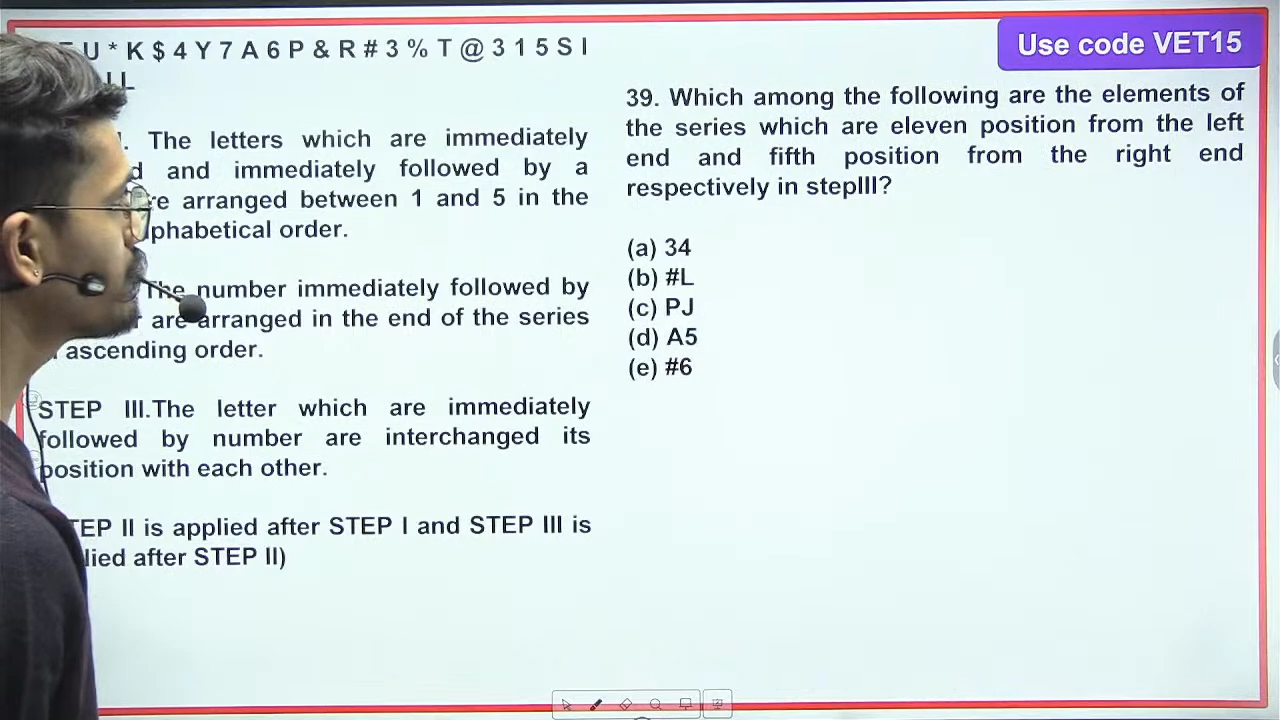 U * K $ 4 Y 7 A 6 P & R # 3 % T @ 3 1 5 S I
L
The letters which are immediately
and immediately followed by a
arranged between 1 and 5 in the
order.
number immediately followed by
are arranged in the end of the series
ascending order.
STEP III.The letter which are immediately
followed by number are interchanged its
position with each other.
II is applied after STEP I and STEP III is
after STEP II)
Use code VET15
39. Which among the following are the elements of
the series which are eleven position from the left
end and fifth position from the right end
respectively in stepIII?
(a) 34
(b) #L
(c) PJ
(d) A5
(e) #6